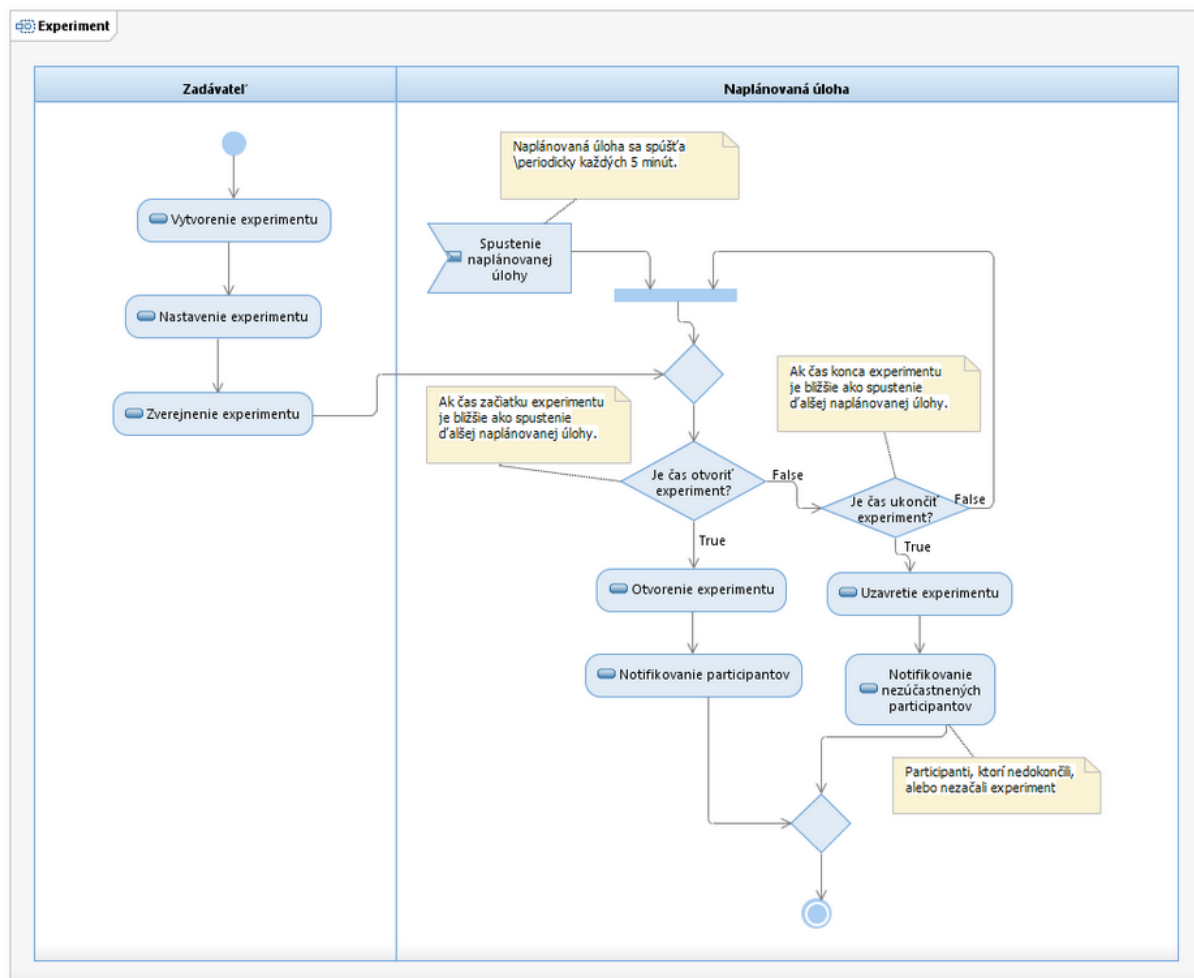 Experiment
Zadávateľ
Naplánovaná úloha
Naplánovaná úloha sa spúšťa
\periodicky každých 5 minút.
Vytvorenie experimentu
Spustenie
naplánovanej
úlohy
Nastavenie experimentu
Zverejnenie experimentu
Ak čas začiatku experimentu
je bližšie ako spustenie
ďalšej naplánovanej úlohy.
Ak čas konca experimentu
je bližšie ako spustenie
ďalšej naplánovanej úlohy.
Je čas otvoriť
experiment?
False
Je čas ukončiť
experiment?
False
True
True
Otvorenie experimentu
Uzavretie experimentu
Notifikovanie participantov
Notifikovanie
nezúčastnených
participantov
Participanti, ktorí nedokončili,
alebo nezačali experiment